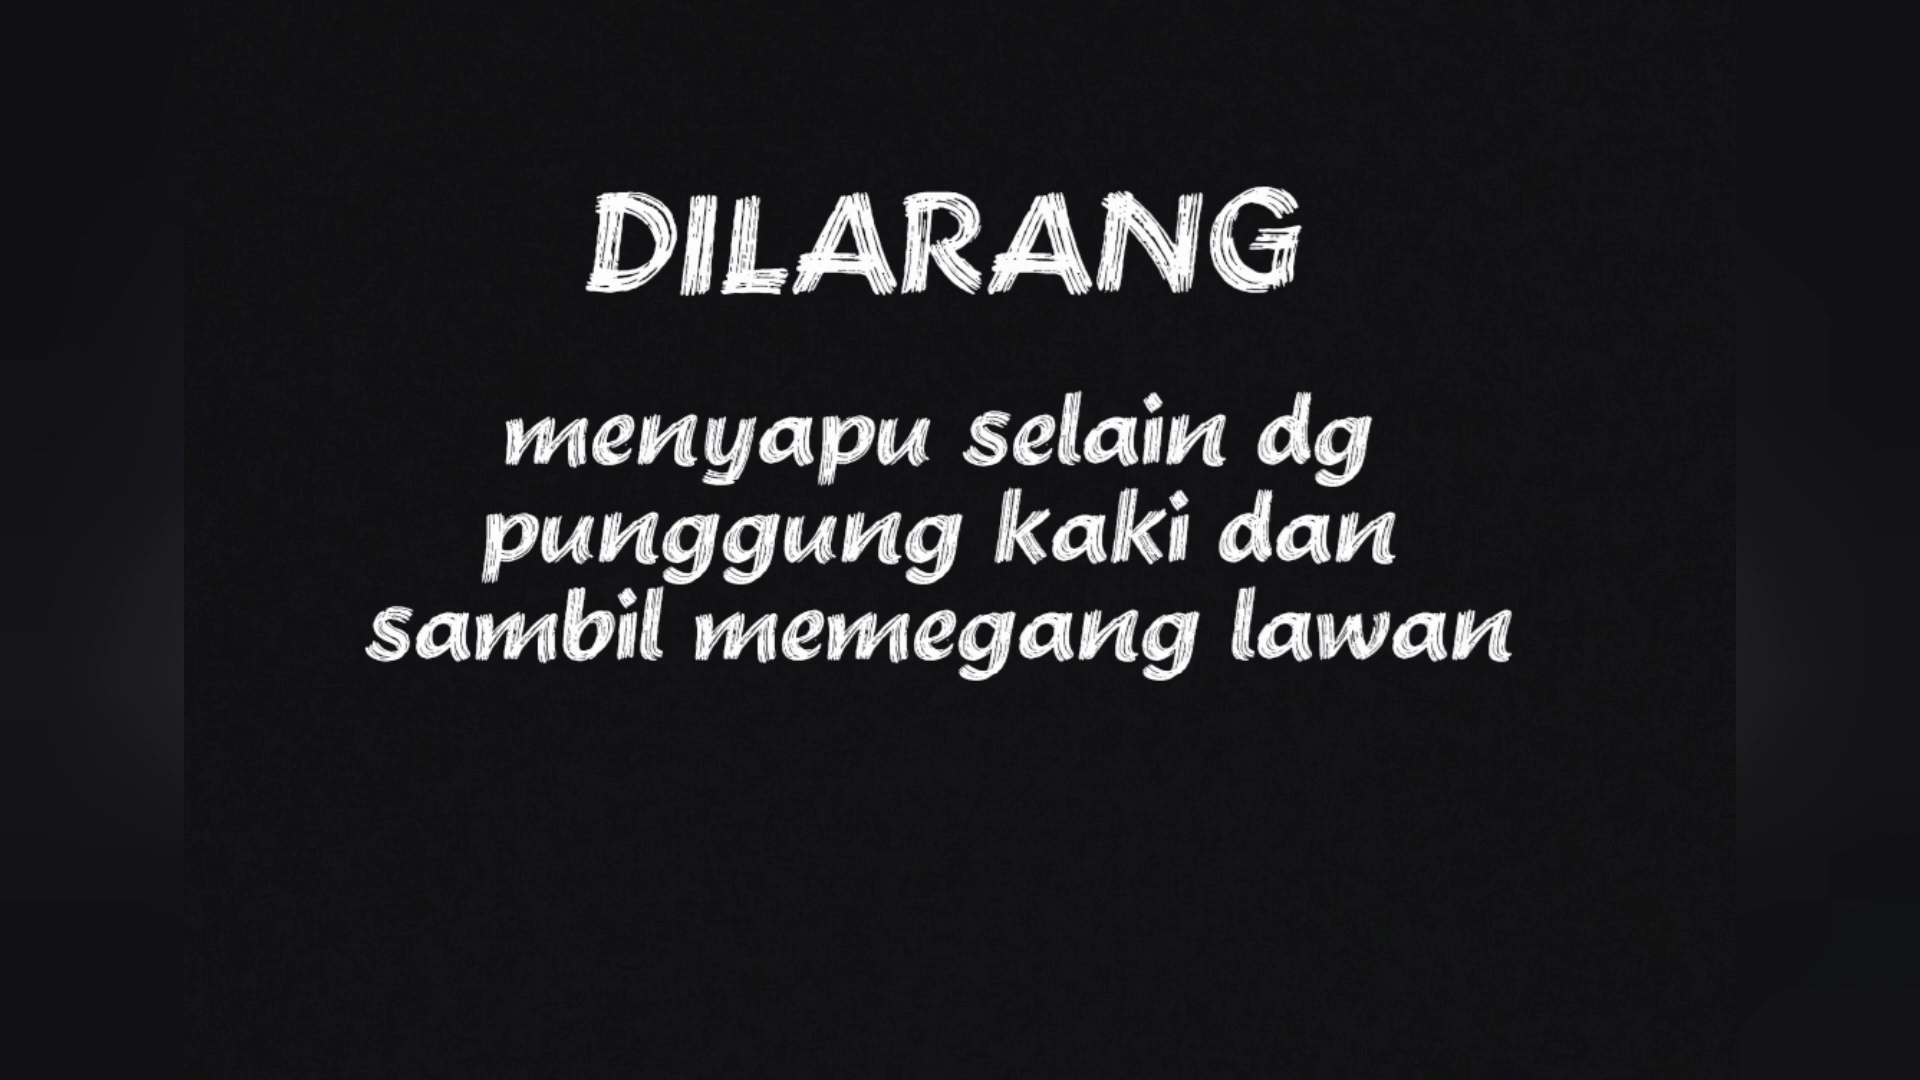 DILARANG
menyapu selain dg
punggung kaki dan
sambil memegang lawan